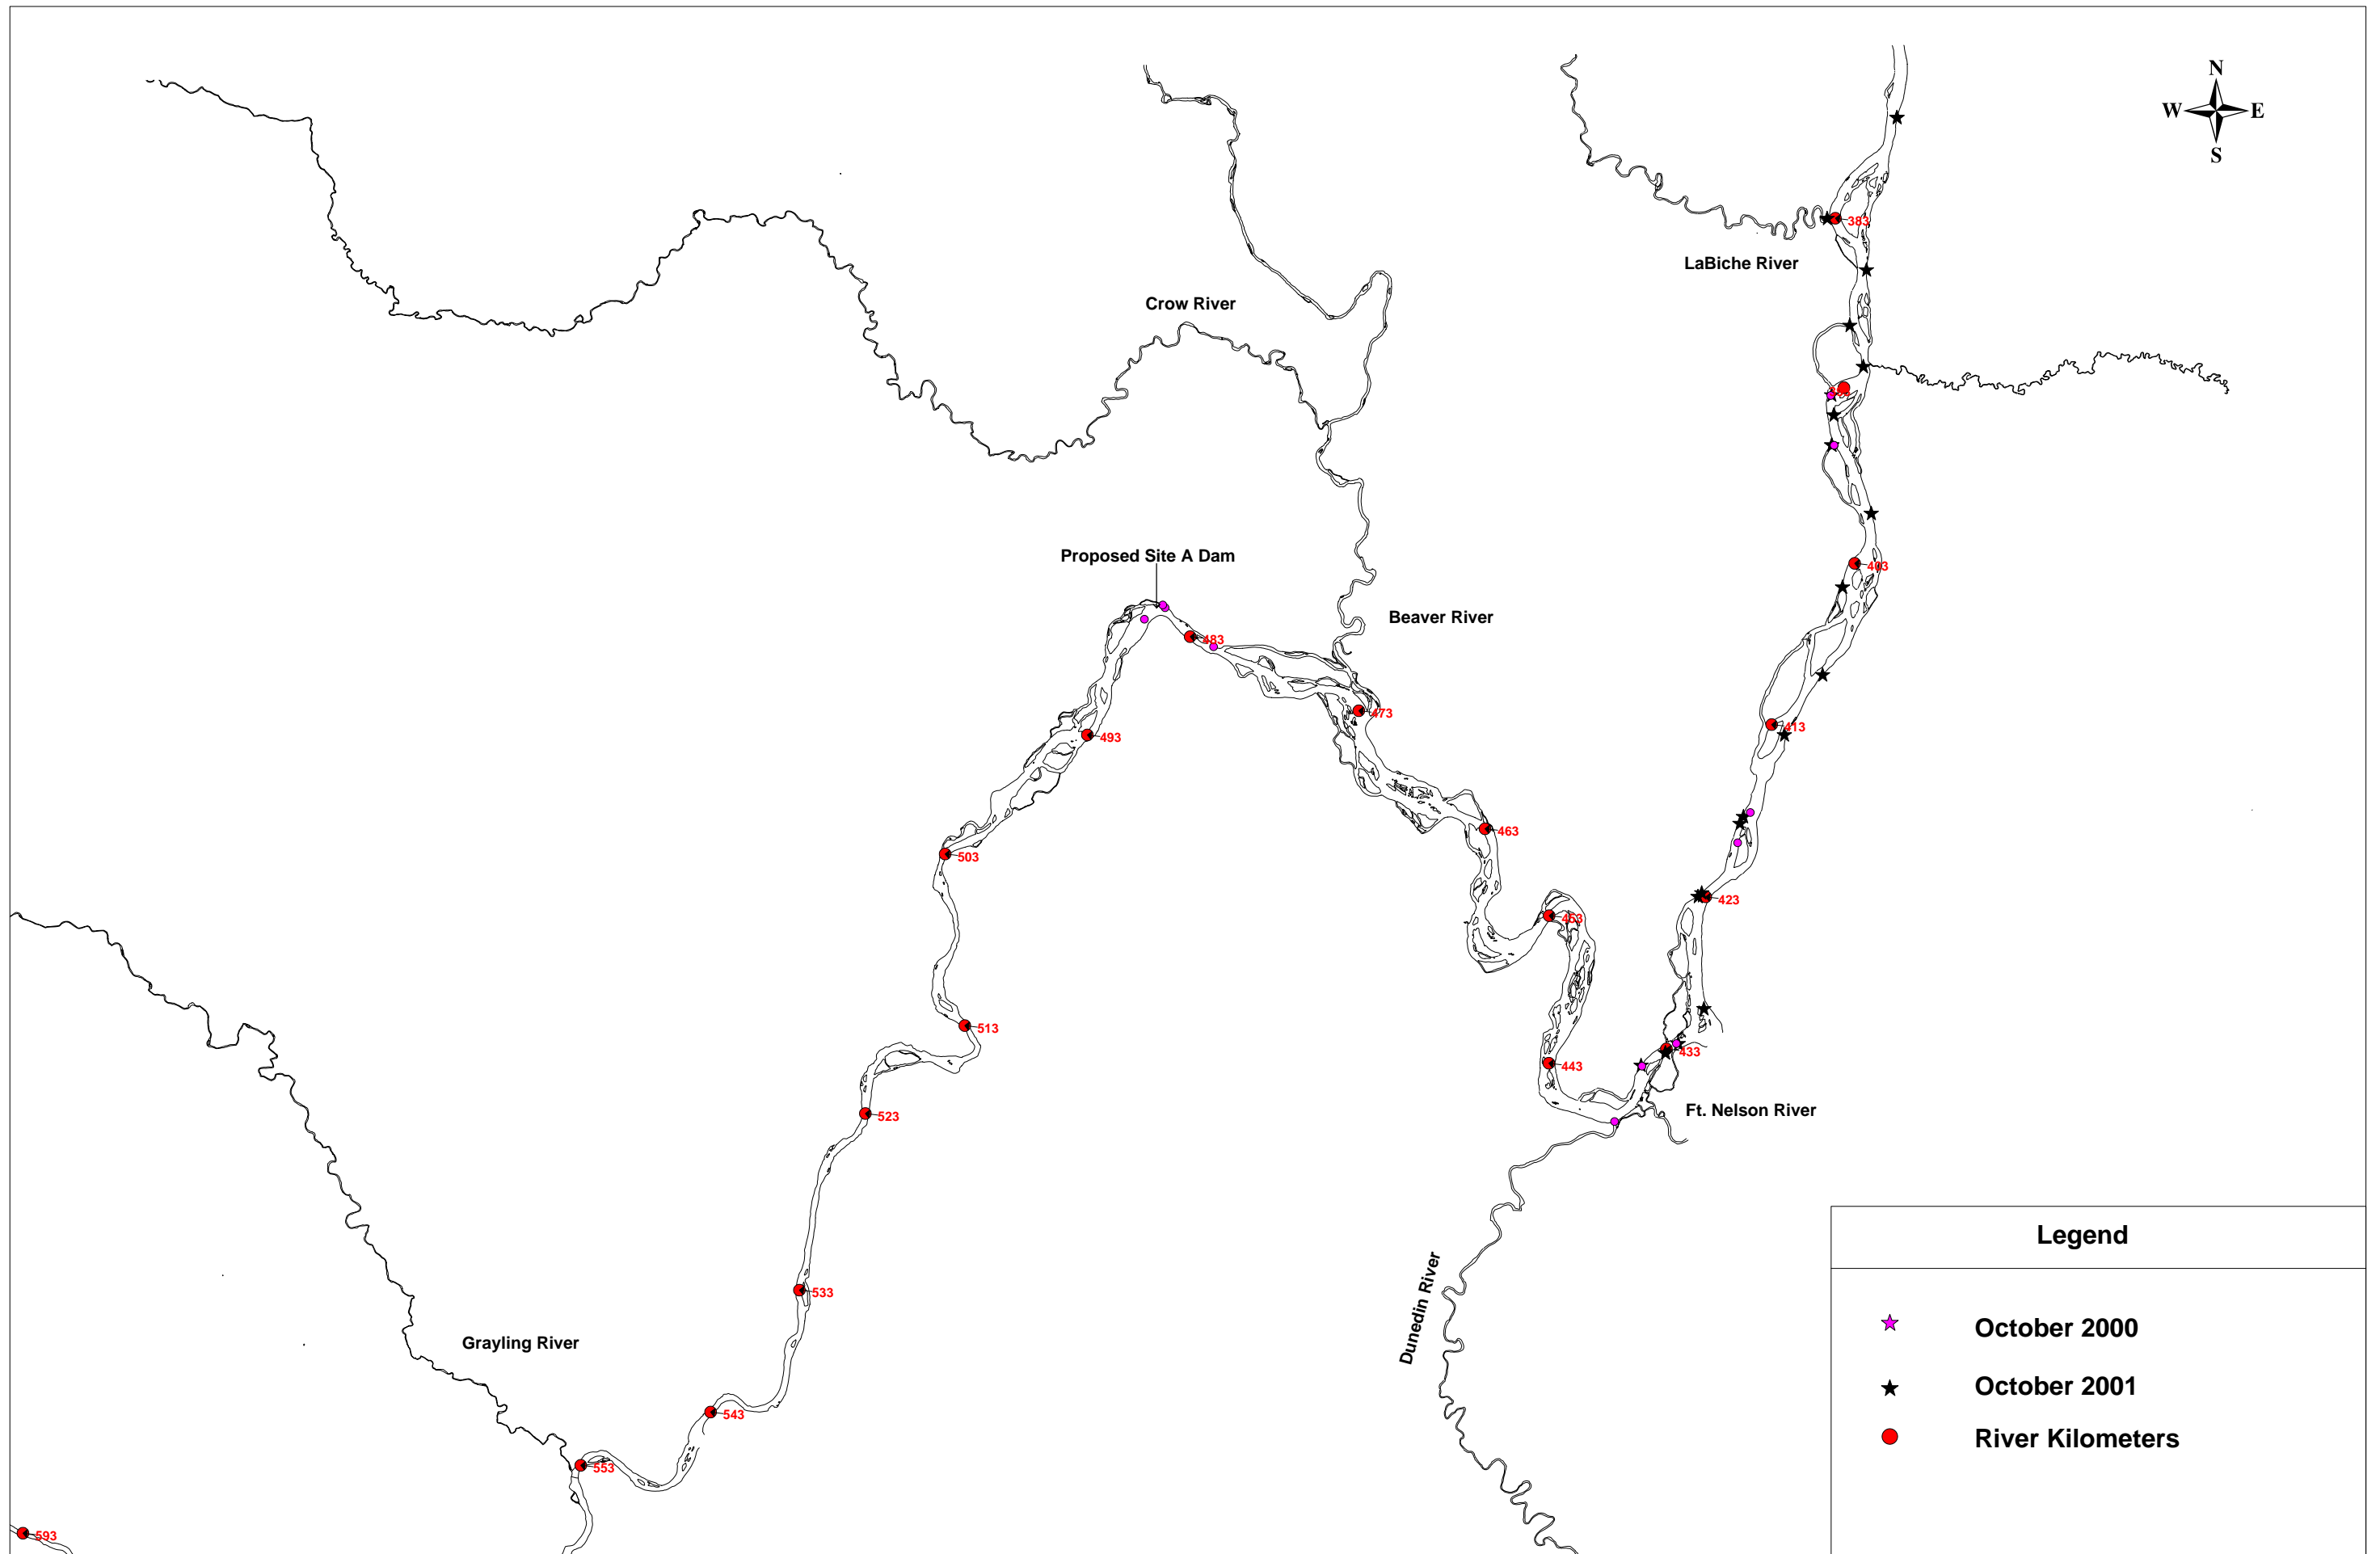 N
W E
S
383
LaBiche River
Crow River
Proposed Site A Dam
403
Beaver River
483
473
413
493
463
503
423
453
513
433
443
Ft. Nelson River
523
Dunedin River
Legend
533
October 2000
Grayling River
October 2001
543
River Kilometers
553
593